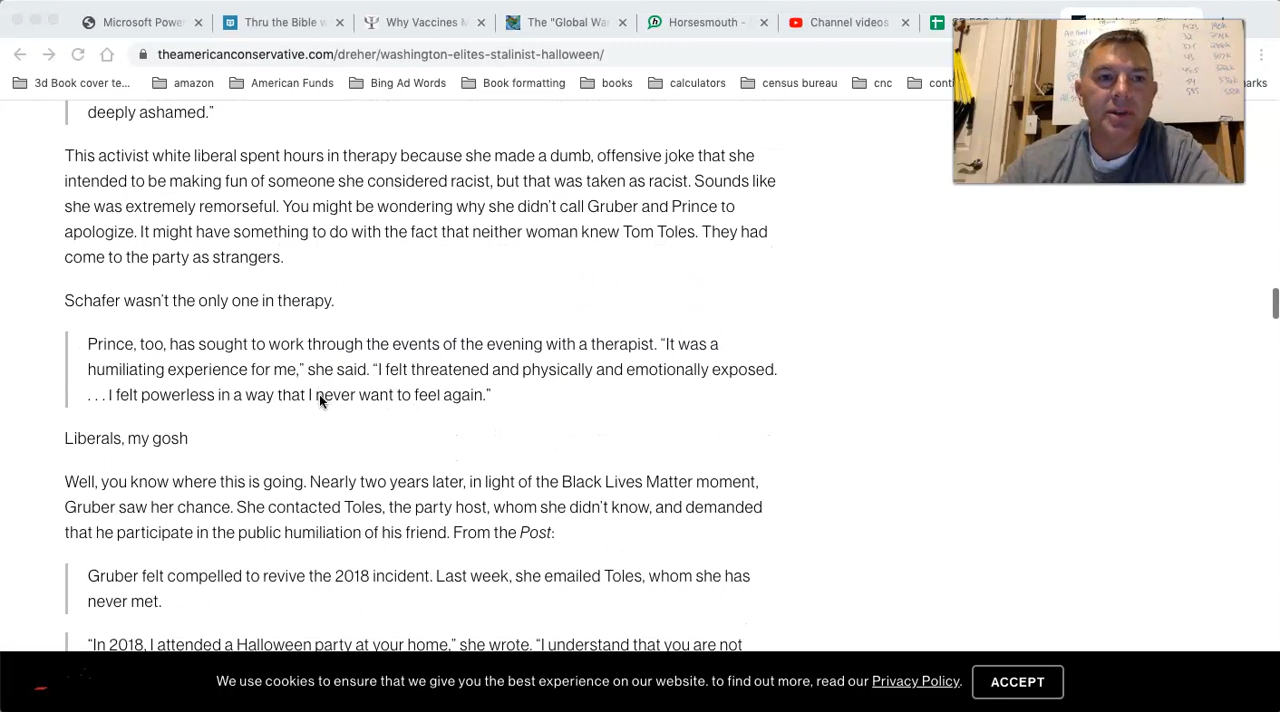 Microsoft Powe
Thru the Bible w
Why Vaccines M
The "Global Wa
Horsesmouth -
Channel videos
theamericanconservative.com/dreher/washington-elites-stalinist-halloween/
3d Book cover te...
amazon
American Funds
Bing Ad Words
Book formatting
books
calculators
census bureau
cnc
cont
deeply ashamed.”
This activist white liberal spent hours in therapy because she made a dumb, offensive joke that she
intended to be making fun of someone she considered racist, but that was taken as racist. Sounds like
she was extremely remorseful. You might be wondering why she didn’t call Gruber and Prince to
apologize. It might have something to do with the fact that neither woman knew Tom Toles. They had
come to the party as strangers.
Schafer wasn’t the only one in therapy.
Prince, too, has sought to work through the events of the evening with a therapist. “It was a
humiliating experience for me,” she said. “I felt threatened and physically and emotionally exposed.
. . . I felt powerless in a way that I never want to feel again.”
Liberals, my gosh
Well, you know where this is going. Nearly two years later, in light of the Black Lives Matter moment,
Gruber saw her chance. She contacted Toles, the party host, whom she didn’t know, and demanded
that he participate in the public humiliation of his friend. From the Post:
Gruber felt compelled to revive the 2018 incident. Last week, she emailed Toles, whom she has
never met.
“In 2018, I attended a Halloween party at your home,” she wrote. “I understand that you are not
We use cookies to ensure that we give you the best experience on our website. to find out more, read our Privacy Policy.
ACCEPT